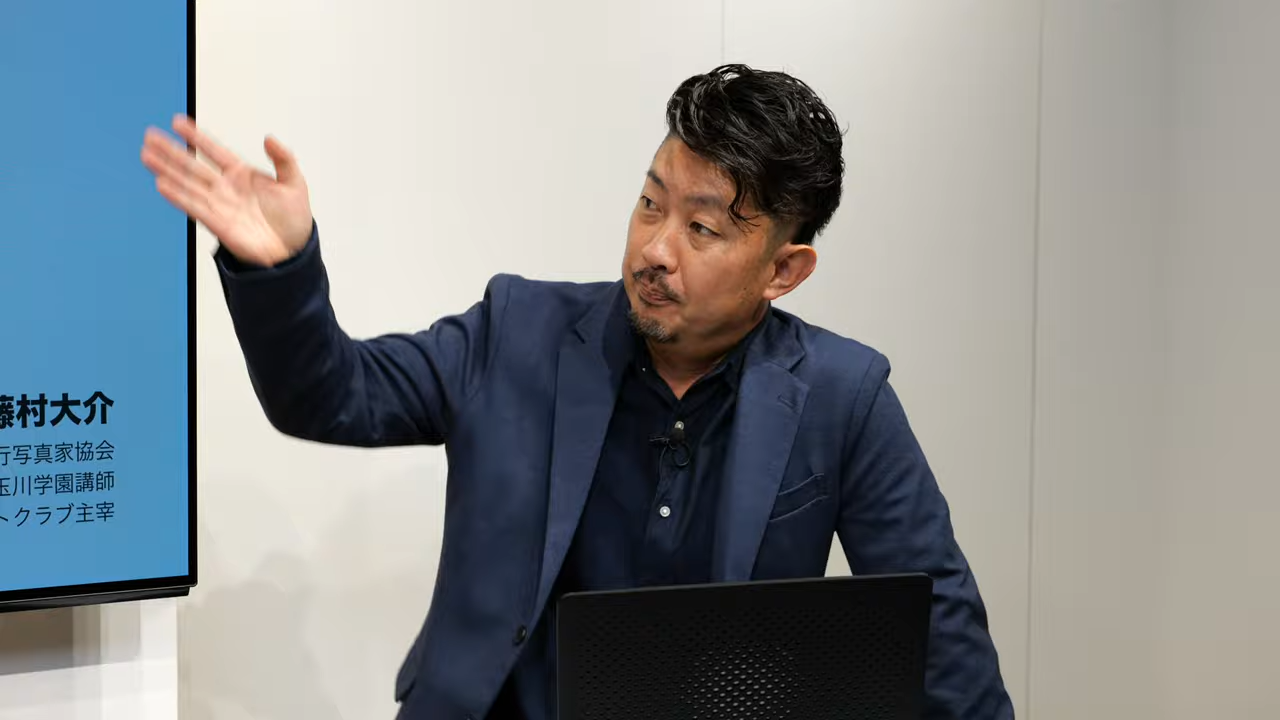 藤村大介
行写真家協会
玉川学園講師
トクラブ主宰